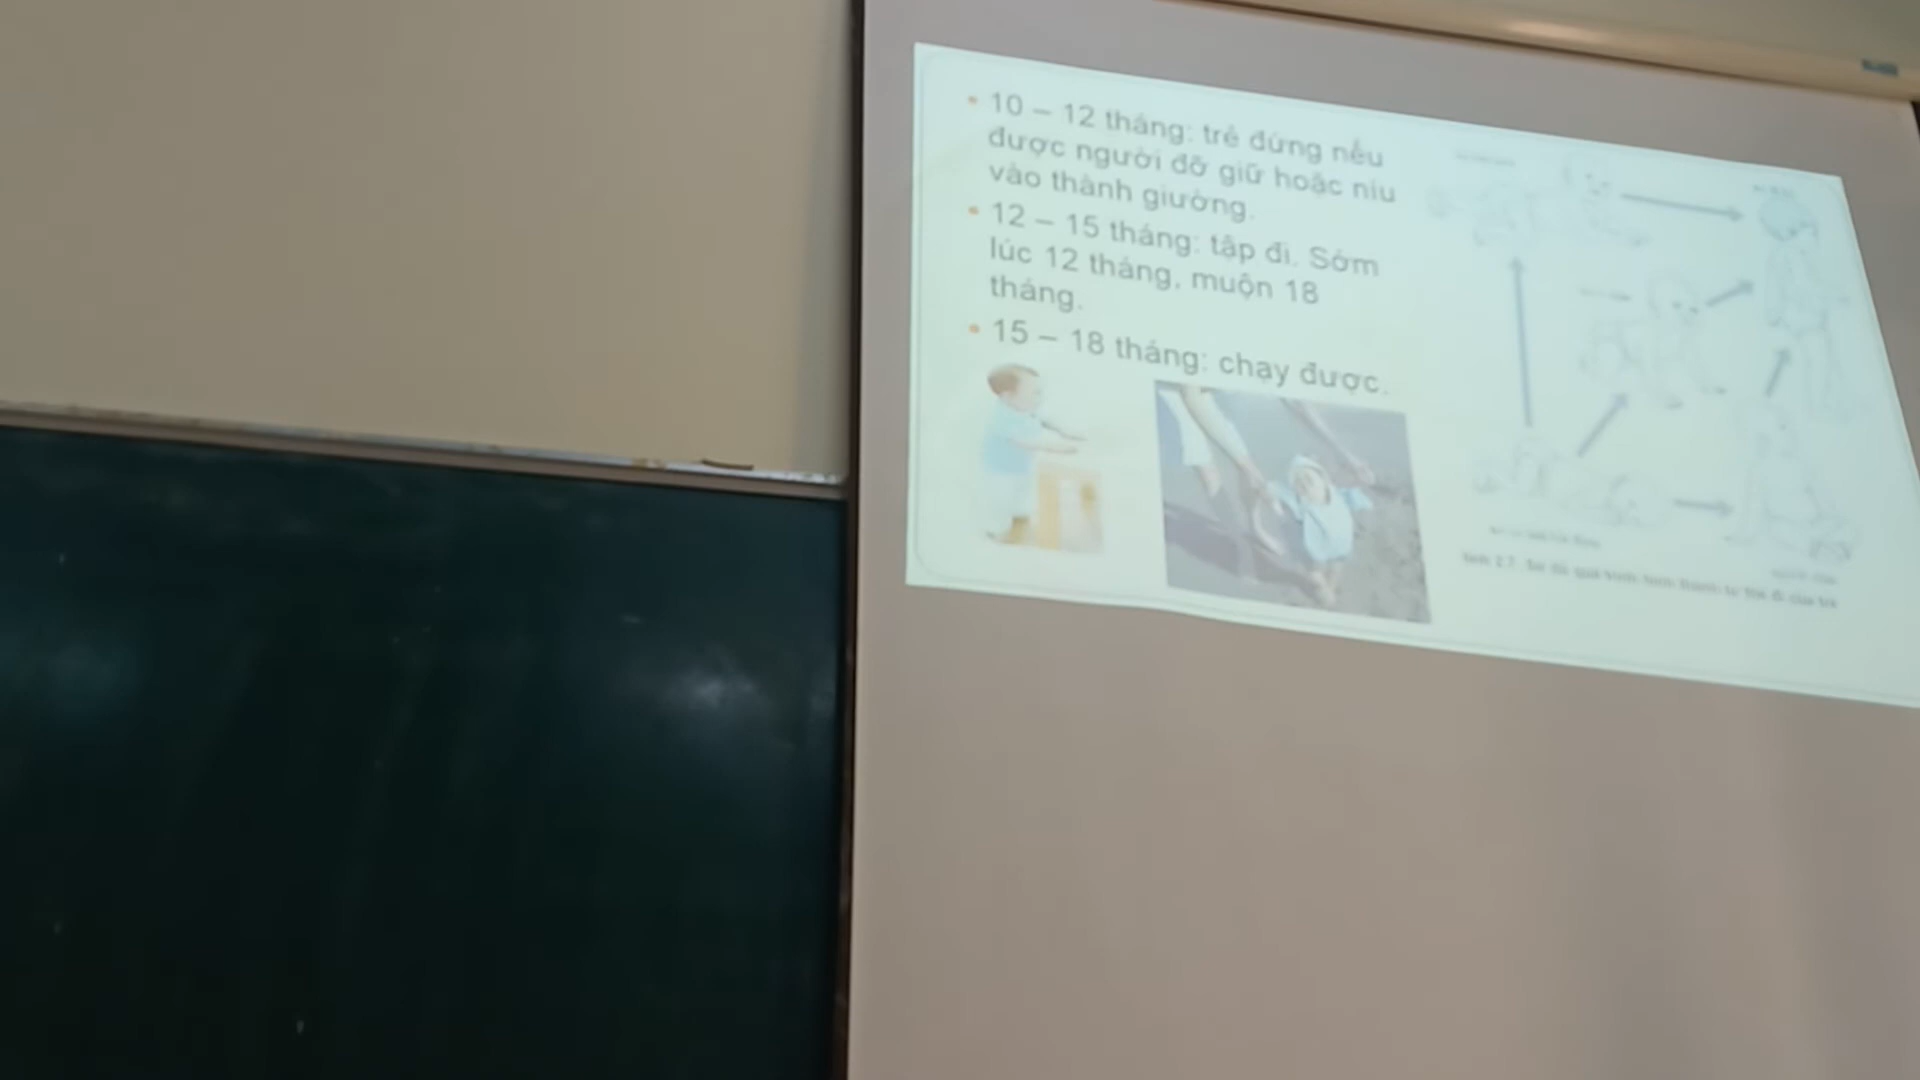 10 – 12 tháng: trẻ đứng nếu
được người đỡ giữ hoặc níu
vào thành giường.
12 – 15 tháng: tập đi. Sớm
lúc 12 tháng, muộn 18
tháng.
15 – 18 tháng: chạy được.